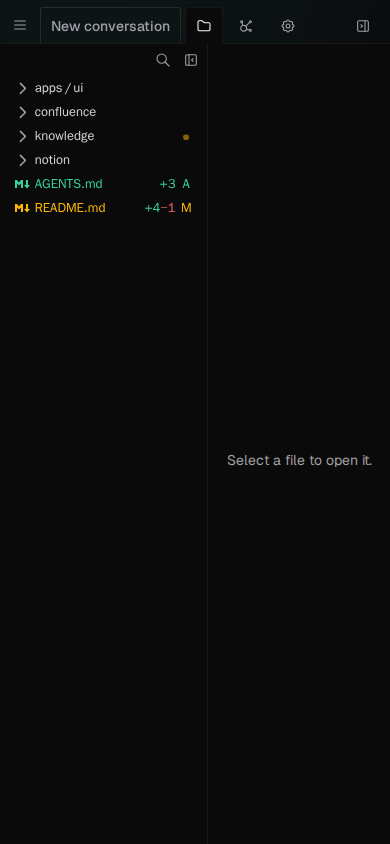 New conversation
apps / ui
confluence
knowledge
notion
AGENTS.md +3 A
README.md +4 −1 M
Select a file to open it.